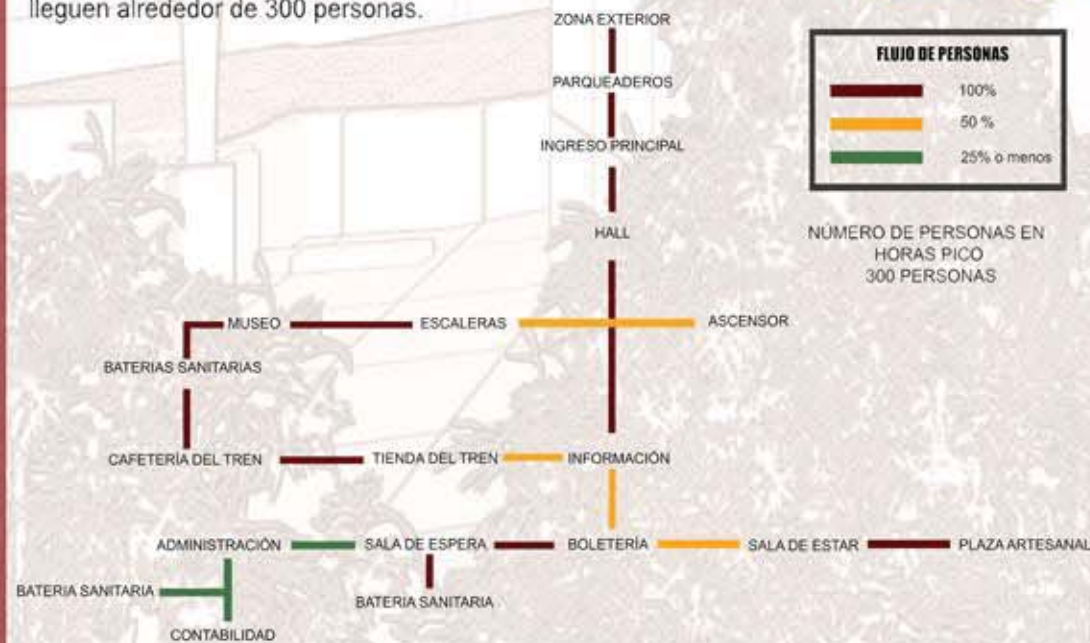 lleguen alrededor de 300 personas.
ZONA EXTERIOR
PARQUEADEROS
INGRESO PRINCIPAL
HALL
FLUJO DE PERSONAS
100%
50 %
25% o menos
NÚMERO DE PERSONAS EN
HORAS PICO
300 PERSONAS
MUSEO
ESCALERAS
ASCENSOR
BATERIAS SANITARIAS
CAFETERÍA DEL TREN
TIENDA DEL TREN
INFORMACIÓN
ADMINISTRACIÓN
SALA DE ESPERA
BOLETERÍA
SALA DE ESTAR
PLAZA ARTESANAL
BATERIA SANITARIA
BATERIA SANITARIA
CONTABILIDAD